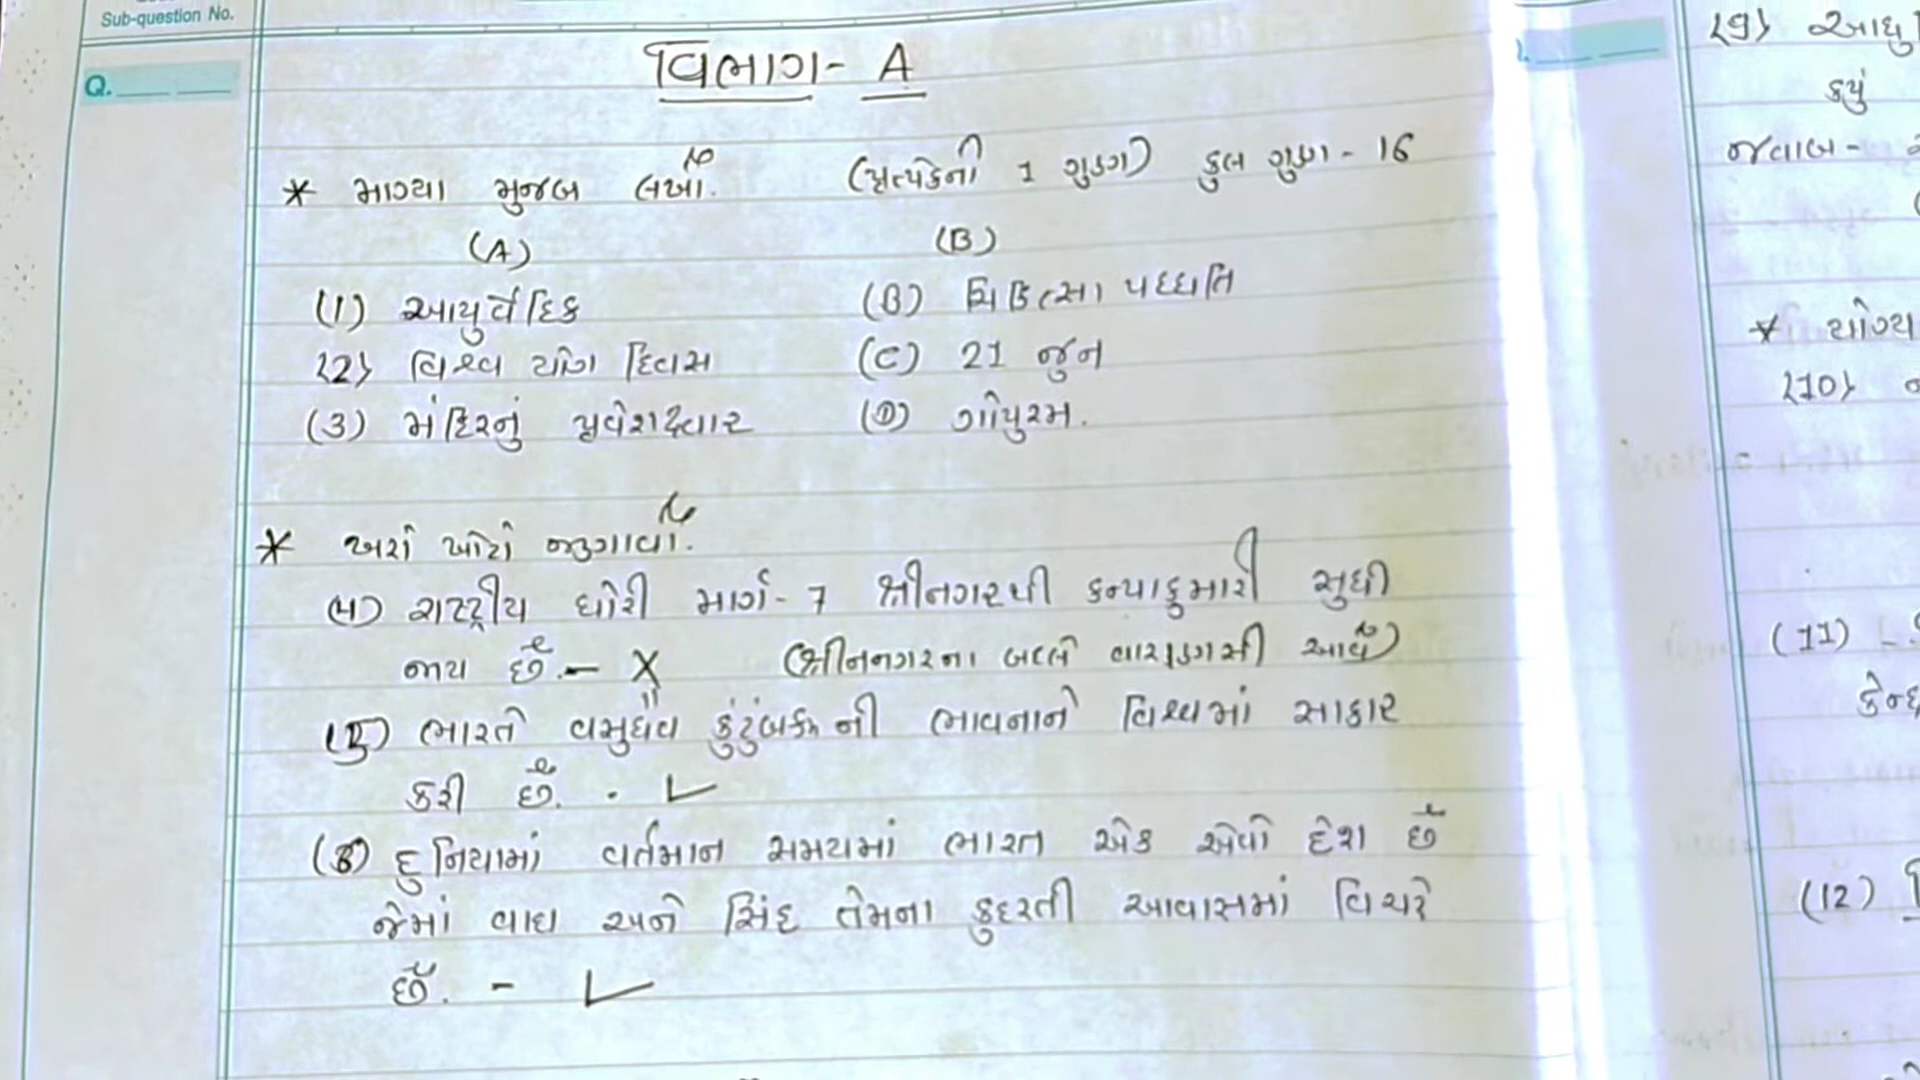 Sub-question No.
Q.
વિભાગ - A
* માગ્યા મુજબ લખો. (પ્રત્યેકનો 1 ગુણ) કુલ ગુણ - 16
(A) (B)
(1) આયુર્વેદિક (B) ચિકિત્સા પધ્ધતિ
(2) વિશ્વ યોગ દિવસ (C) 21 જુન
(3) મંદિરનું પ્રવેશદ્વાર (D) ગોપુરમ.
* ખરાં ખોટાં જણાવો.
(4) રાષ્ટ્રીય ધોરી માર્ગ - 7 શ્રીનગરથી કન્યાકુમારી સુધી
જાય છે. - X (શ્રીનગરના બદલે વારાણસી આવે)
(5) ભારતે વસુધૈવ કુંટુંબકમ્ ની ભાવનાને વિશ્વમાં સાકાર
કરી છે. - ✓
(6) દુનિયામાં વર્તમાન સમયમાં ભારત એક એવો દેશ છે
જેમાં વાઘ અને સિંહ તેમના કુદરતી આવાસમાં વિચરે
છે. - ✓
(9)
કયું
જવાબ -
* યોગ્ય
(10)
(11)
(12)